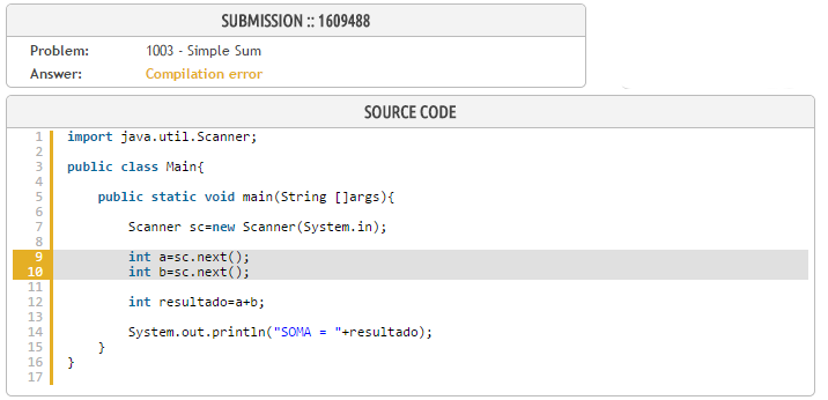 SUBMISSION :: 1609488
Problem: 1003 - Simple Sum
Answer: Compilation error
SOURCE CODE
1 import java.util.Scanner;
2
3 public class Main{
4
5 public static void main(String []args){
6
7 Scanner sc=new Scanner(System.in);
8
9 int a=sc.next();
10 int b=sc.next();
11
12 int resultado=a+b;
13
14 System.out.println("SOMA = "+resultado);
15 }
16 }
17